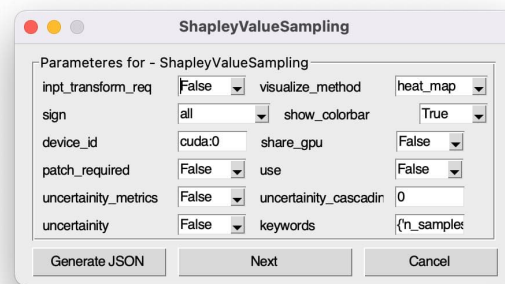 ShapleyValueSampling
Parameteres for - ShapleyValueSampling
inpt_transform_req False visualize_method heat_map
sign all show_colorbar True
device_id cuda:0 share_gpu False
patch_required False use False
uncertainity_metrics False uncertainity_cascadin 0
uncertainity False keywords {'n_samples
Generate JSON Next Cancel